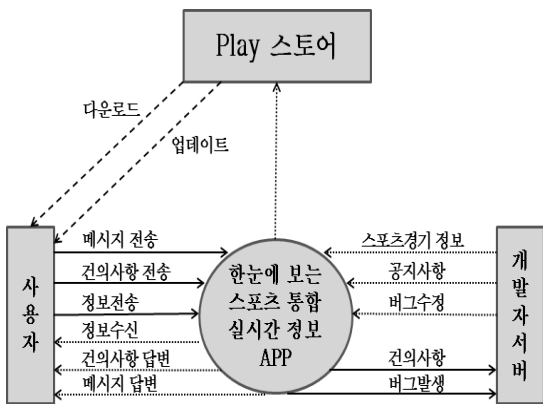 Play 스토어
다운로드
업데이트
사용자
메시지 전송
건의사항 전송
정보전송
정보수신
건의사항 답변
메시지 답변
한눈에 보는
스포츠 통합
실시간 정보
APP
스포츠경기 정보
공지사항
버그수정
건의사항
버그발생
개발자서버